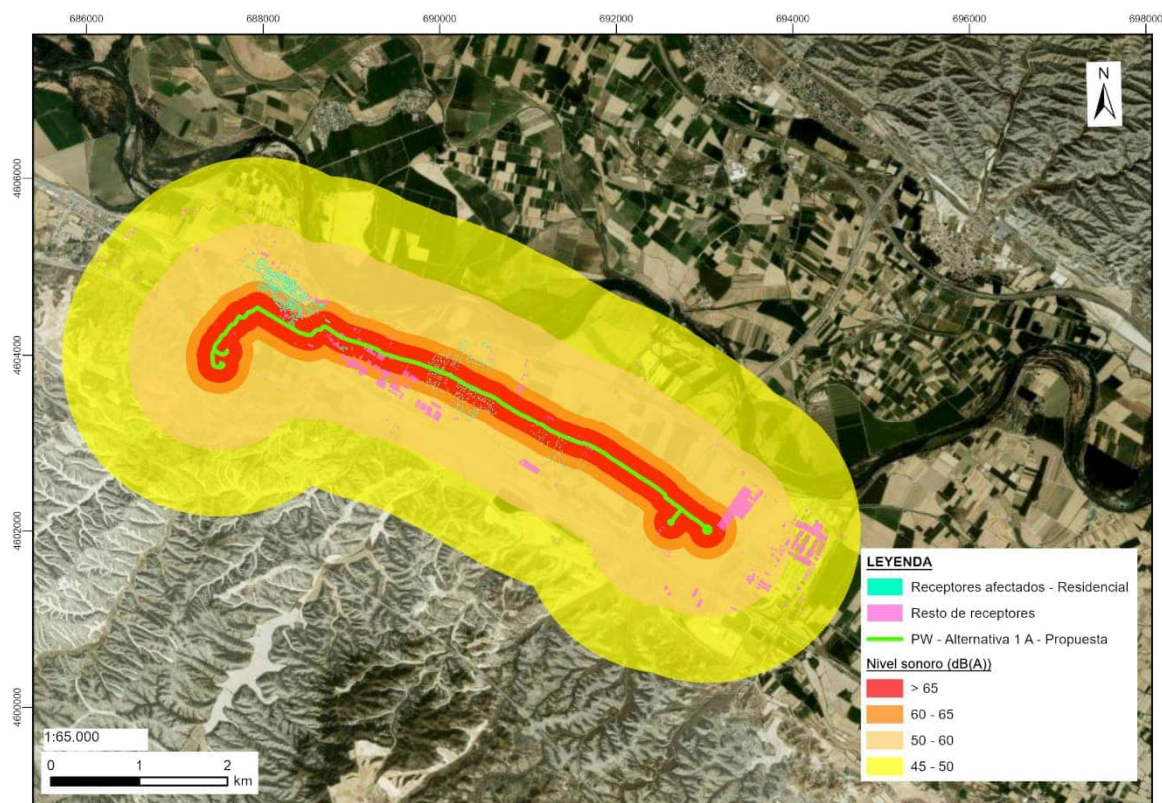 686000 688000 690000 692000 694000 696000 698000
N
4606000
4604000
4602000
4600000
LEYENDA
Receptores afectados - Residencial
Resto de receptores
PW - Alternativa 1 A - Propuesta
Nivel sonoro (dB(A))
> 65
60 - 65
50 - 60
45 - 50
1:65.000
0 1 2
km